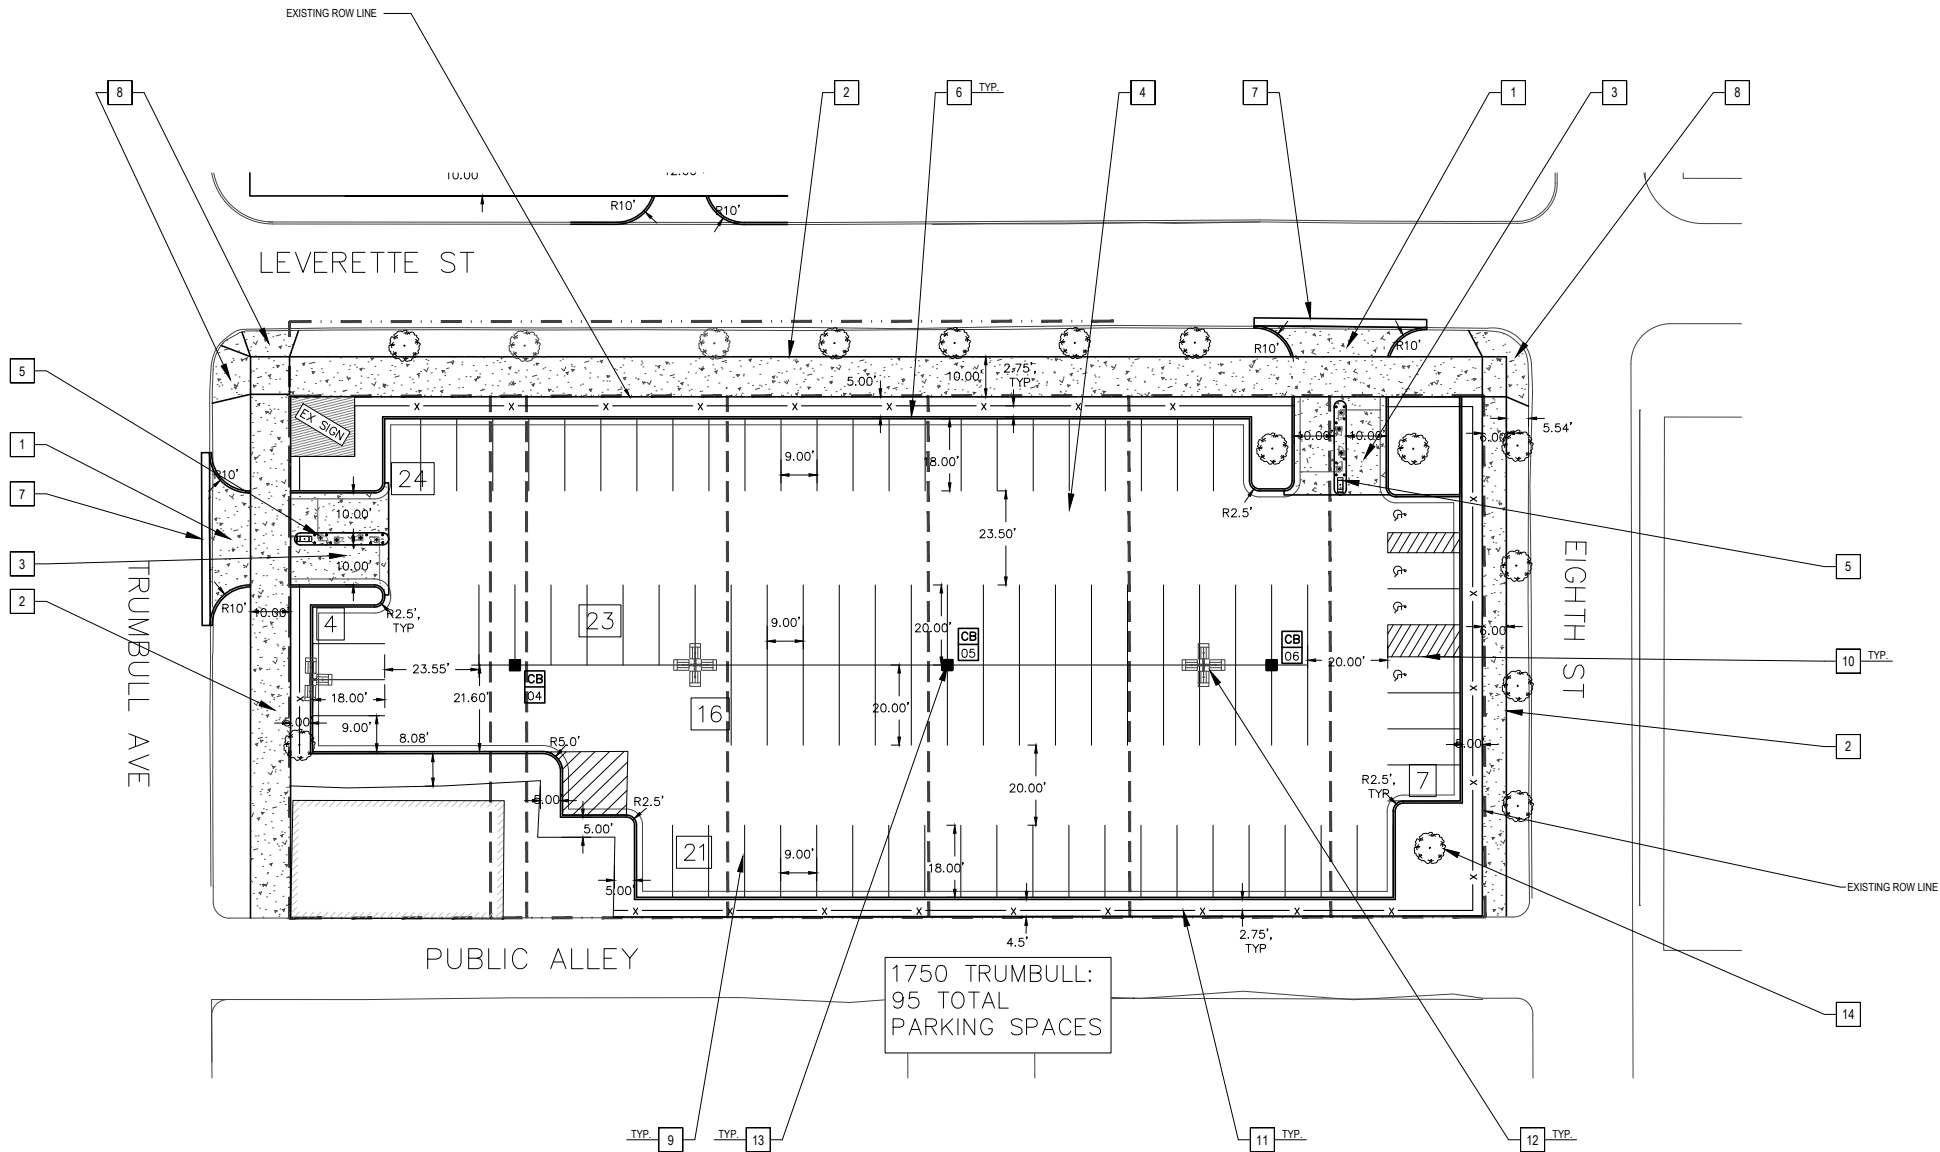 EXISTING ROW LINE
8
2
6 TYP.
4
7
1
3
8
10.00
R10'
R10'
LEVERETTE ST
R10'
R10'
5
5.00'
10.00'
2.75',
TYP
EX SIGN
10.00'
10.00'
6.00'
5.54'
1
R10'
24
9.00'
18.00'
7
R2.5'
10.00'
23.50'
3
10.00'
EIGHTH ST
5
TRUMBULL AVE
2
R10'
10.00'
R2.5',
TYP
4
23
9.00'
20.00'
CB
05
CB
06
6.00'
20.00'
10 TYP.
23.55'
CB
04
18.00'
21.60'
16
20.00'
9.00'
5.00'
8.08'
R5.0'
5.00'
2
R2.5',
TYP
7
20.00'
5.00'
R2.5'
5.00'
21
9.00'
18.00'
5.00'
EXISTING ROW LINE
4.5'
2.75',
TYP
PUBLIC ALLEY
1750 TRUMBULL:
95 TOTAL
PARKING SPACES
14
TYP. 9
TYP. 13
11 TYP.
12 TYP.